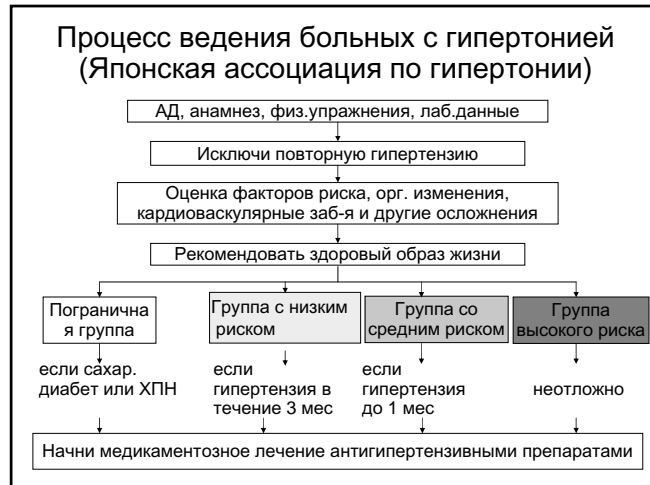 Процесс ведения больных с гипертонией
(Японская ассоциация по гипертонии)
АД, анамнез, физ.упражнения, лаб.данные
Исключи повторную гипертензию
Оценка факторов риска, орг. изменения,
кардиоваскулярные заб-я и другие осложнения
Рекомендовать здоровый образ жизни
Погранична
я группа
Группа с низким
риском
Группа со
средним риском
Группа
высокого риска
если сахар.
диабет или ХПН
если
гипертензия в
течение 3 мес
если
гипертензия
до 1 мес
неотложно
Начни медикаментозное лечение антигипертензивными препаратами